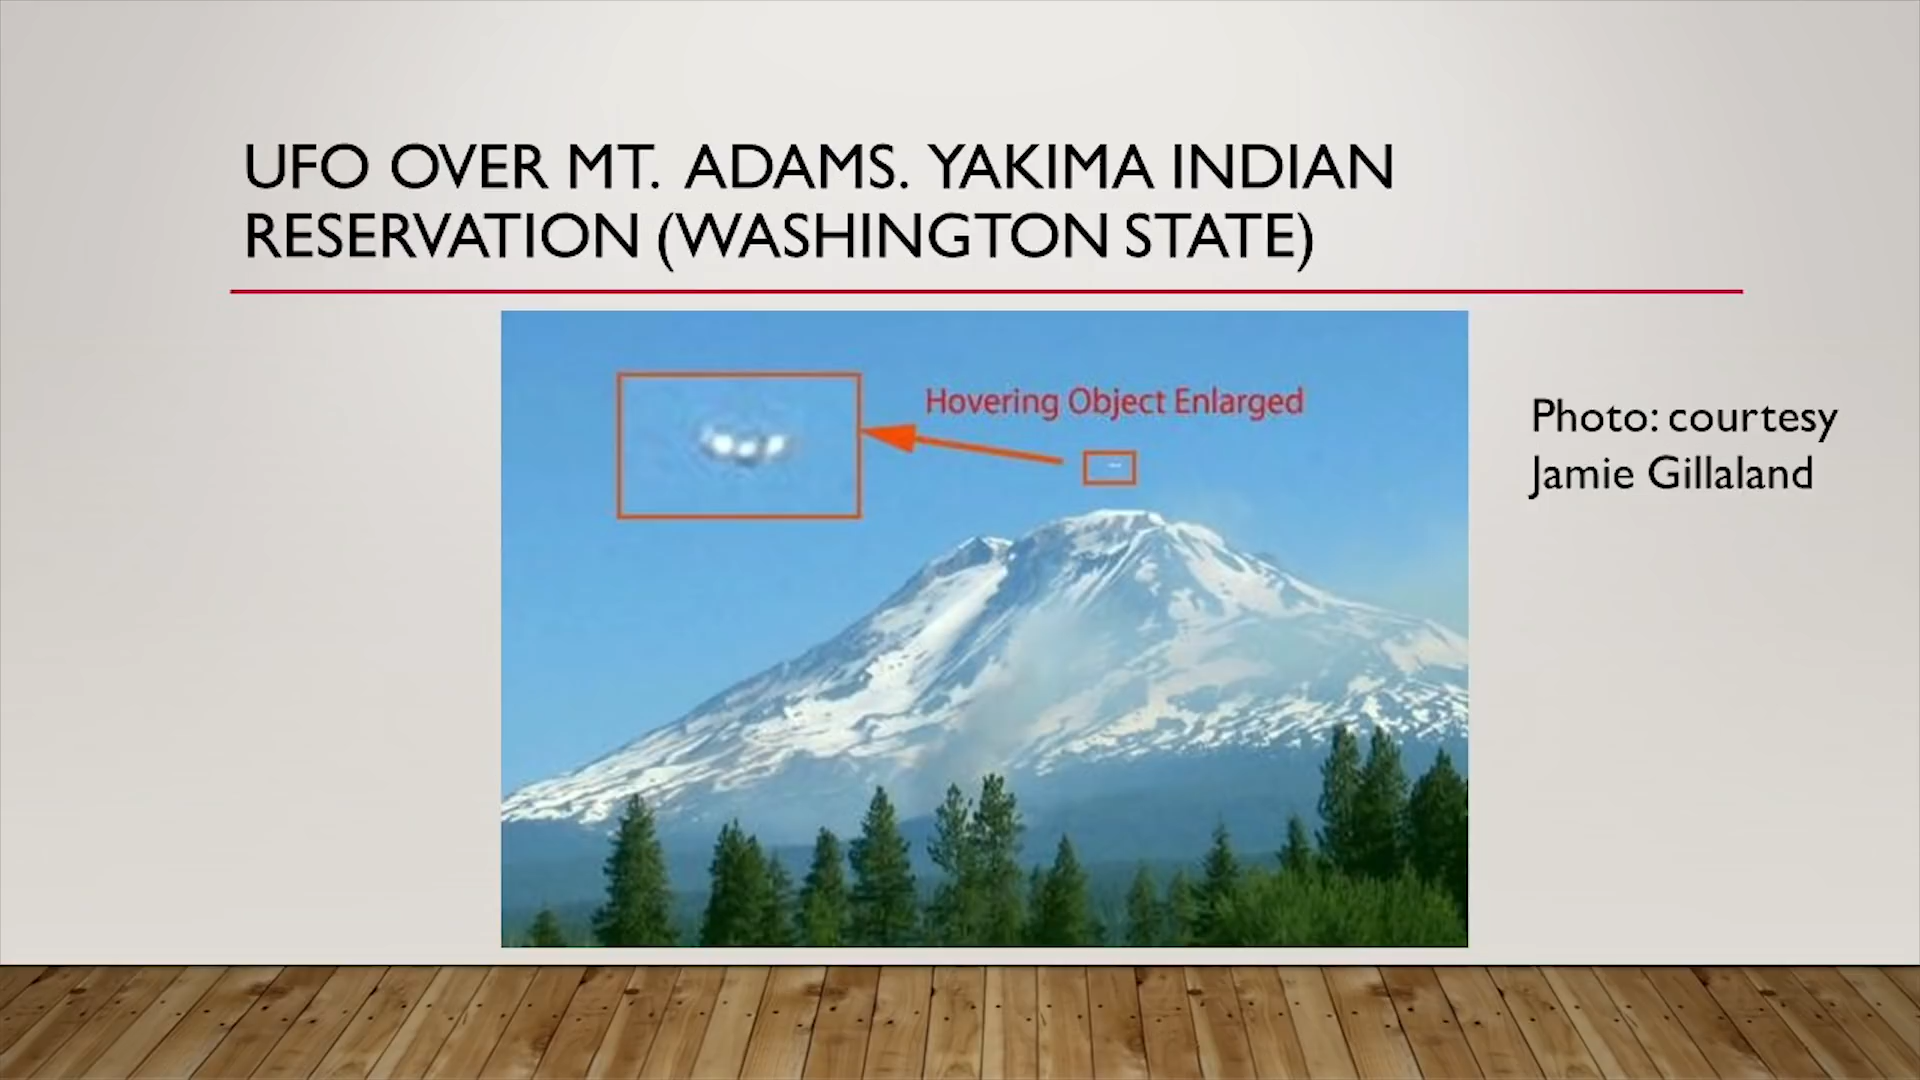 UFO OVER MT. ADAMS. YAKIMA INDIAN
RESERVATION (WASHINGTON STATE)
Hovering Object Enlarged
Photo: courtesy
Jamie Gillaland